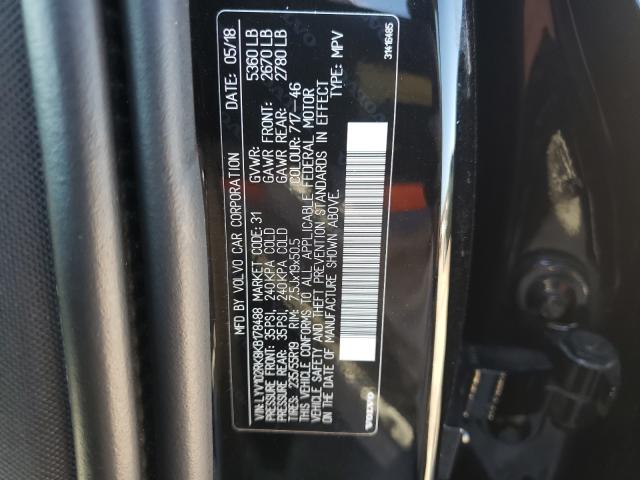 MFD BY VOLVO CAR CORPORATION 05/18
VIN: LYV102RK3KB178488 MARKET CODE: 31 GVWR: 5360 LB
PRESSURE FRONT: 35 PSI, 240 KPA COLD GAWR FRONT: 2670 LB
PRESSURE REAR: 35 PSI, 240 KPA COLD GAWR REAR: 2780 LB
TIRES: 235/55R19 RIM: 7.5Jx19x50.5 COLOUR: 717--46
THIS VEHICLE CONFORMS TO ALL APPLICABLE FEDERAL MOTOR
VEHICLE SAFETY AND THEFT PREVENTION STANDARDS IN EFFECT
ON THE DATE OF MANUFACTURE SHOWN ABOVE. TYPE: MPV
VOLVO 31416485